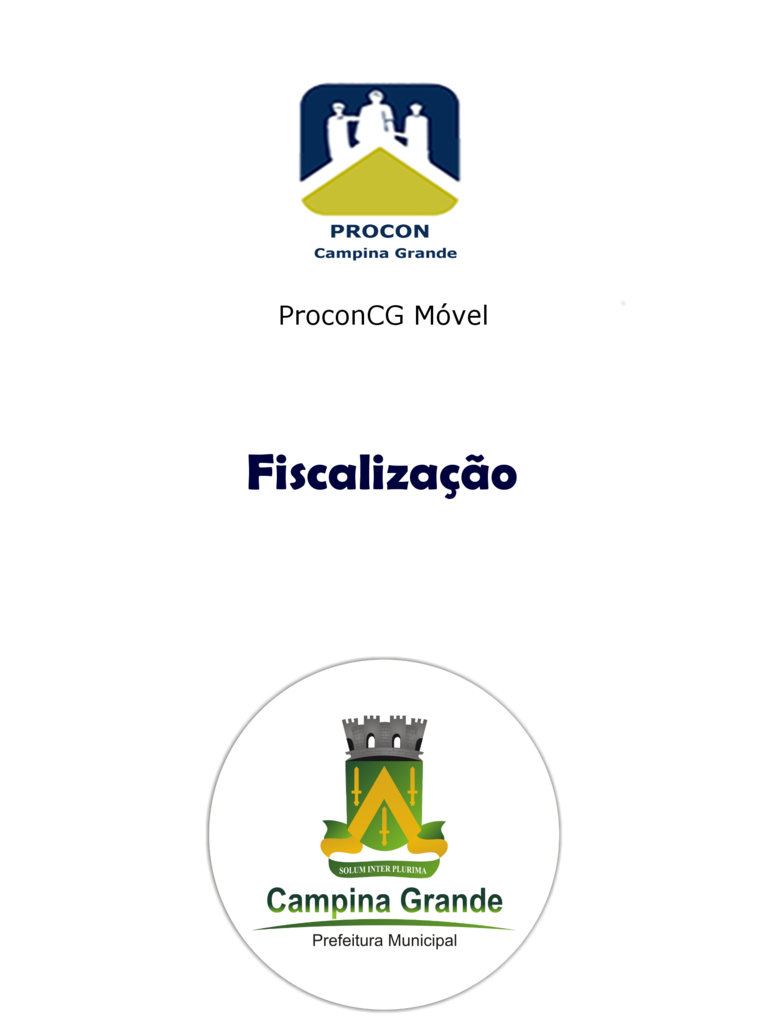 PROCON
Campina Grande
ProconCG Móvel
Fiscalização
SOLUM INTER PLURIMA
Campina Grande
Prefeitura Municipal